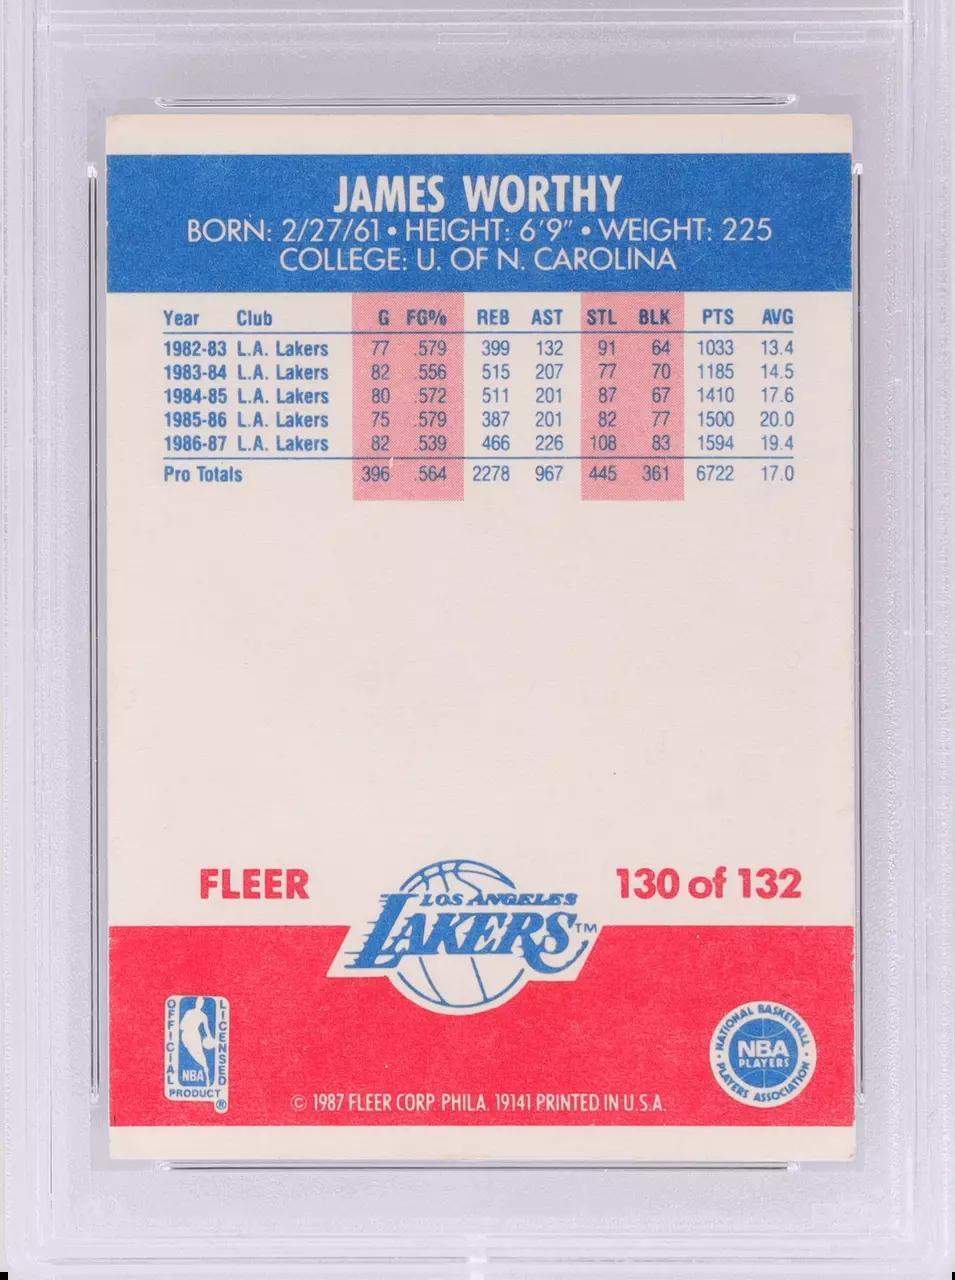 JAMES WORTHY
BORN: 2/27/61 • HEIGHT: 6'9" • WEIGHT: 225
COLLEGE: U. OF N. CAROLINA
Year Club G FG% REB AST STL BLK PTS AVG
1982-83 L.A. Lakers 77 .579 399 132 91 64 1033 13.4
1983-84 L.A. Lakers 82 .556 515 207 77 70 1185 14.5
1984-85 L.A. Lakers 80 .572 511 201 87 67 1410 17.6
1985-86 L.A. Lakers 75 .579 387 201 82 77 1500 20.0
1986-87 L.A. Lakers 82 .539 466 226 108 83 1594 19.4
Pro Totals 396 .564 2278 967 445 361 6722 17.0
FLEER
130 of 132
LOS ANGELES
LAKERS™
OFFICIAL
LICENSED
NBA
PRODUCT
®
NATIONAL BASKETBALL
NBA
PLAYERS
• PLAYERS ASSOCIATION •
© 1987 FLEER CORP. PHILA. 19141 PRINTED IN U.S.A.